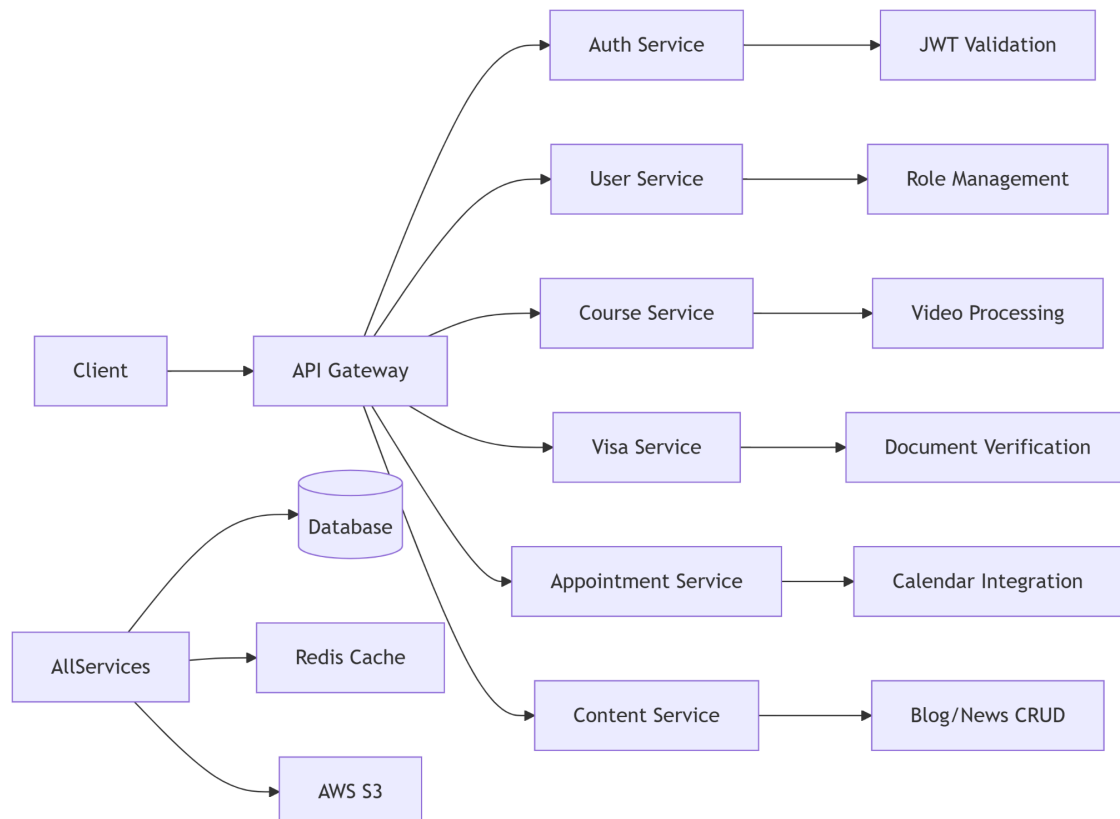 Auth Service
JWT Validation
User Service
Role Management
Course Service
Video Processing
Client
API Gateway
Visa Service
Document Verification
Database
Appointment Service
Calendar Integration
AllServices
Redis Cache
Content Service
Blog/News CRUD
AWS S3